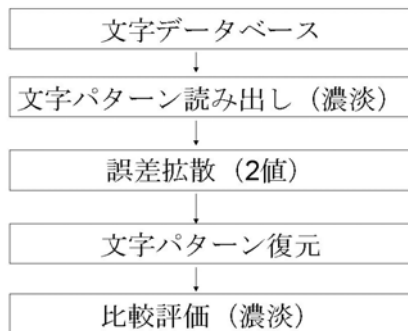 文字データベース
文字パターン読み出し（濃淡）
誤差拡散（2値）
文字パターン復元
比較評価（濃淡）